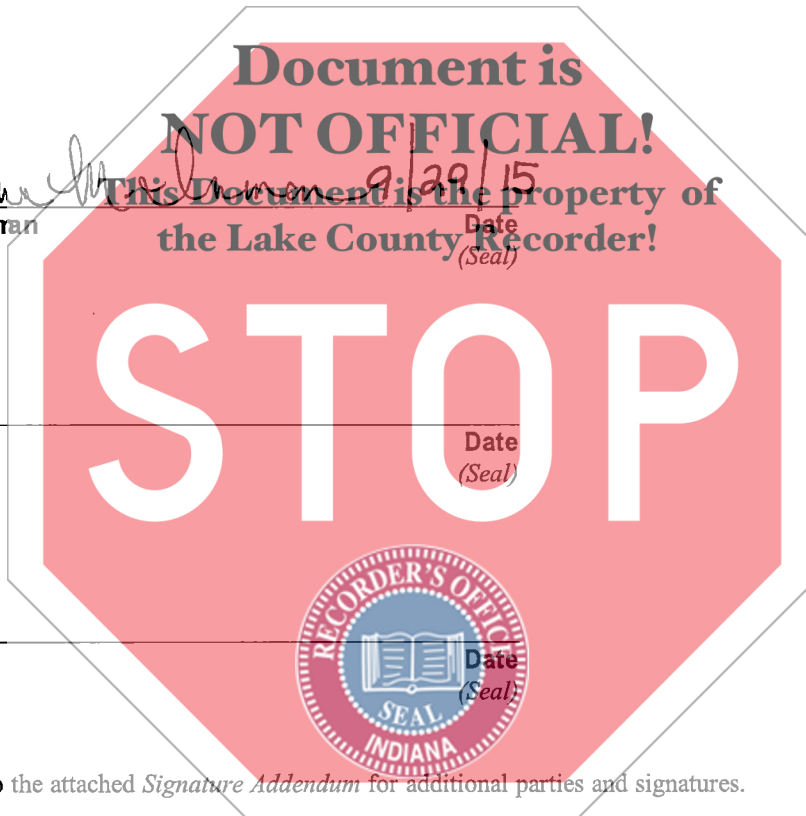 Document is
NOT OFFICIAL!
9/29/15
This Document is the property of
Date
the Lake County Recorder!
(Seal)
STOP
Date
(Seal)
RECORDER'S OFFICE
Date
(Seal)
SEAL
INDIANA
the attached Signature Addendum for additional parties and signatures.